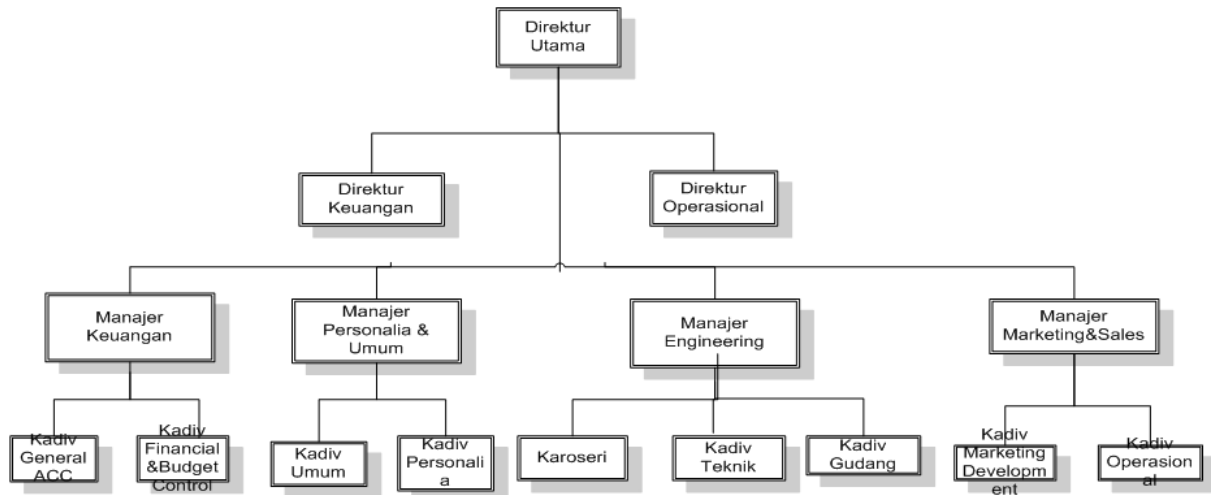 Direktur
Utama
Direktur
Keuangan
Direktur
Operasional
Manajer
Keuangan
Manajer
Personalia &
Umum
Manajer
Engineering
Manajer
Marketing&Sales
Kadiv
General
ACC
Kadiv
Financial
&Budget
Control
Kadiv
Umum
Kadiv
Personali
a
Karoseri
Kadiv
Teknik
Kadiv
Gudang
Kadiv
Marketing
Developm
ent
Kadiv
Operasion
al